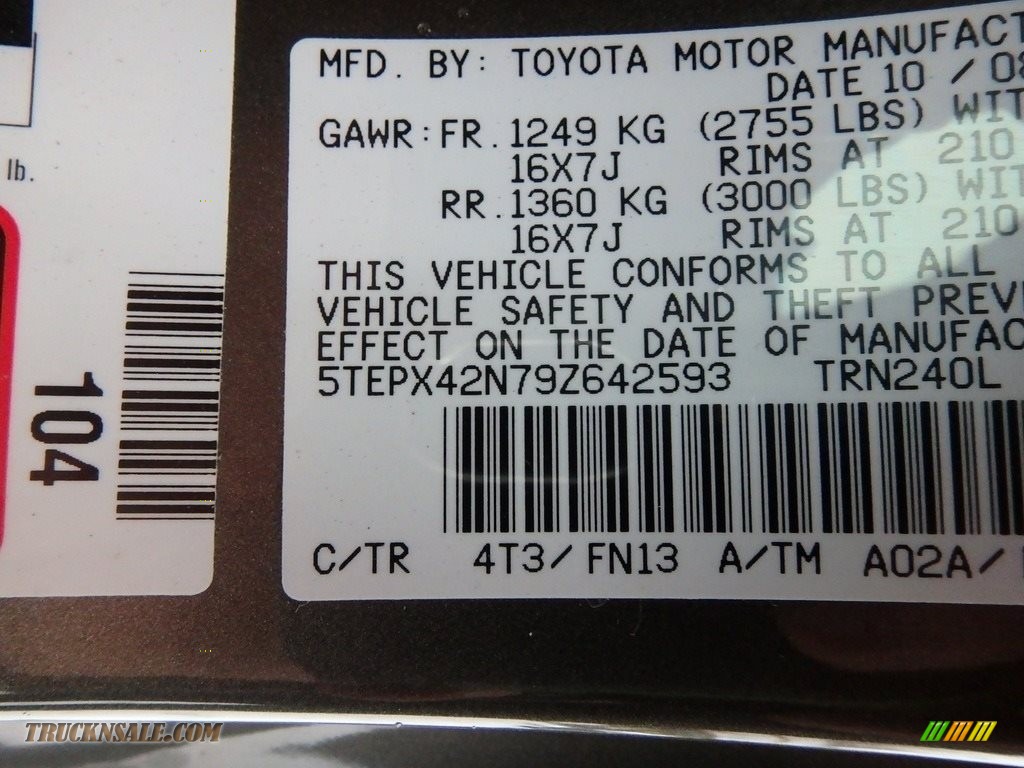 lb.
104
MFD. BY: TOYOTA MOTOR MANUFACT
DATE 10 / 08
GAWR: FR. 1249 KG (2755 LBS) WIT
16X7J RIMS AT 210
RR. 1360 KG (3000 LBS) WIT
16X7J RIMS AT 210
THIS VEHICLE CONFORMS TO ALL
VEHICLE SAFETY AND THEFT PREVE
EFFECT ON THE DATE OF MANUFAC
5TEPX42N79Z642593 TRN240L
C/TR 4T3/ FN13 A/TM A02A/
TRUCKNSALE.COM